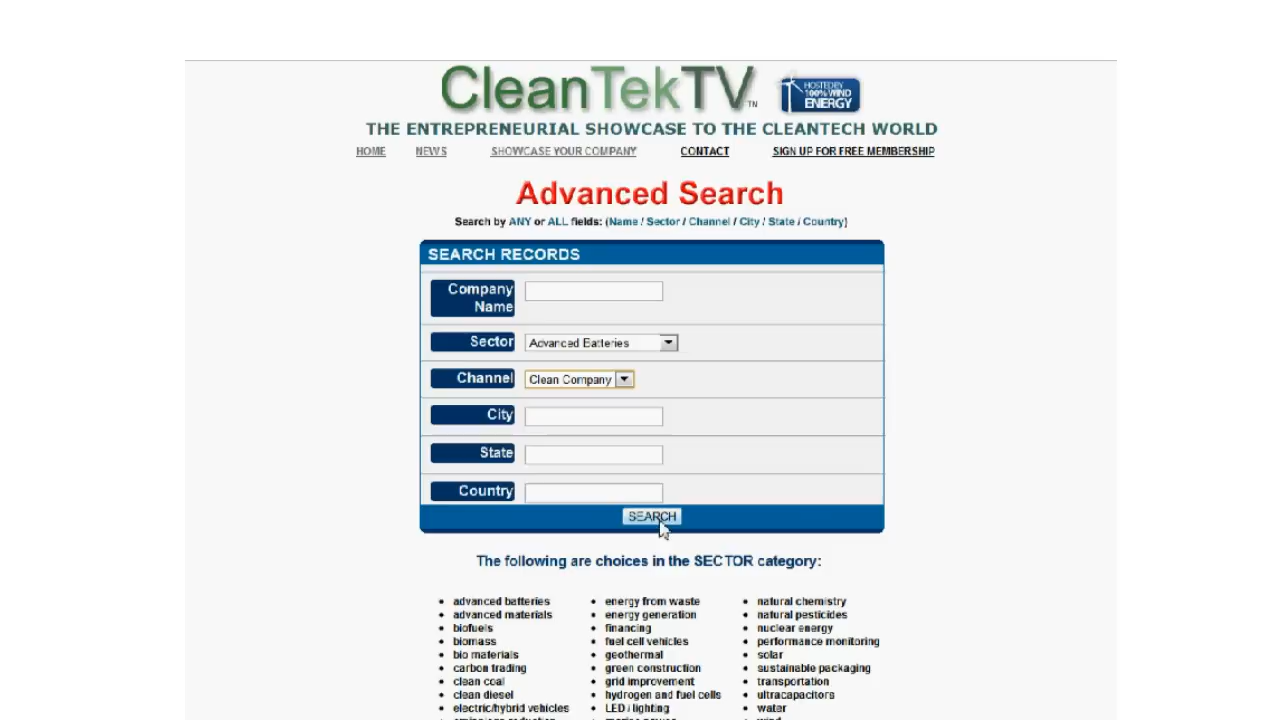 CleanTekTV TM
HOSTED BY
100% WIND
ENERGY
THE ENTREPRENEURIAL SHOWCASE TO THE CLEANTECH WORLD
HOME NEWS SHOWCASE YOUR COMPANY CONTACT SIGN UP FOR FREE MEMBERSHIP
Advanced Search
Search by ANY or ALL fields: (Name / Sector / Channel / City / State / Country)
SEARCH RECORDS
Company
Name
Sector Advanced Batteries
Channel Clean Company
City
State
Country
SEARCH
The following are choices in the SECTOR category:
• advanced batteries • energy from waste • natural chemistry
• advanced materials • energy generation • natural pesticides
• biofuels • financing • nuclear energy
• biomass • fuel cell vehicles • performance monitoring
• bio materials • geothermal • solar
• carbon trading • green construction • sustainable packaging
• clean coal • grid improvement • transportation
• clean diesel • hydrogen and fuel cells • ultracapacitors
• electric/hybrid vehicles • LED / lighting • water